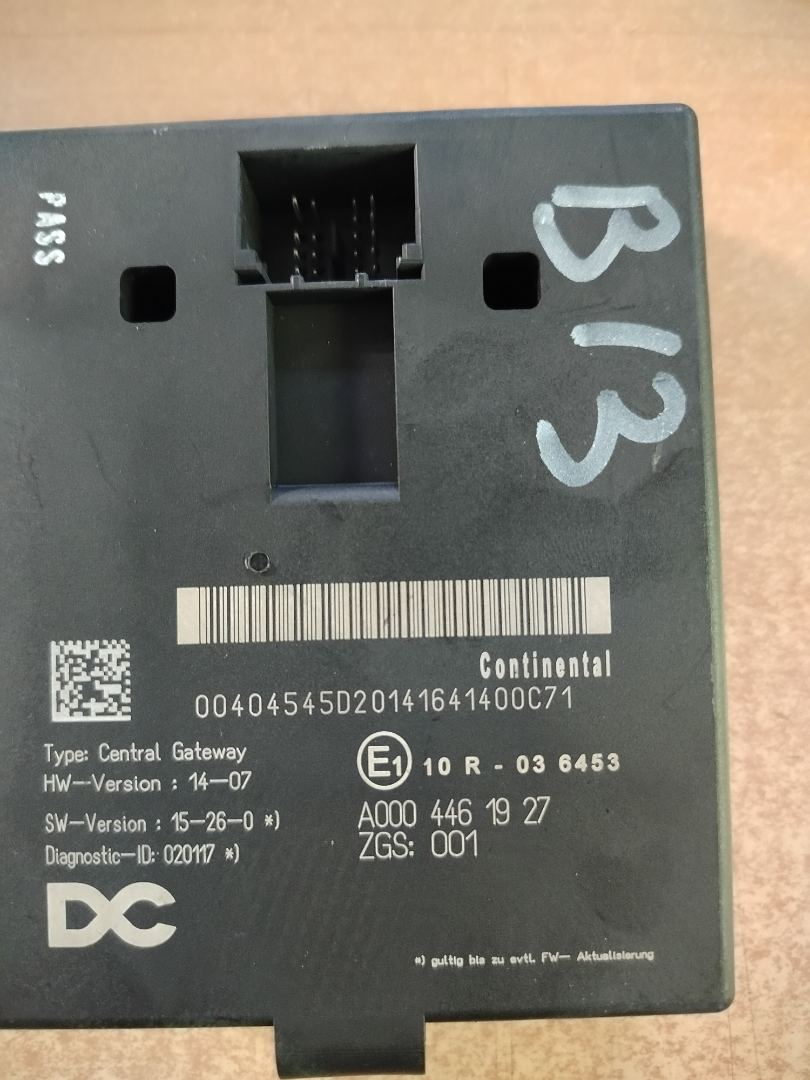 PASS
B13
Continental
00404545D20141641400C71
Type: Central Gateway
HW-Version : 14-07
SW-Version : 15-26-0 *)
Diagnostic-ID: 020117 *)
E1 10 R - 03 6453
A000 446 19 27
ZGS: 001
DC
*) gultig bis zu evtl. FW- Aktualisierung